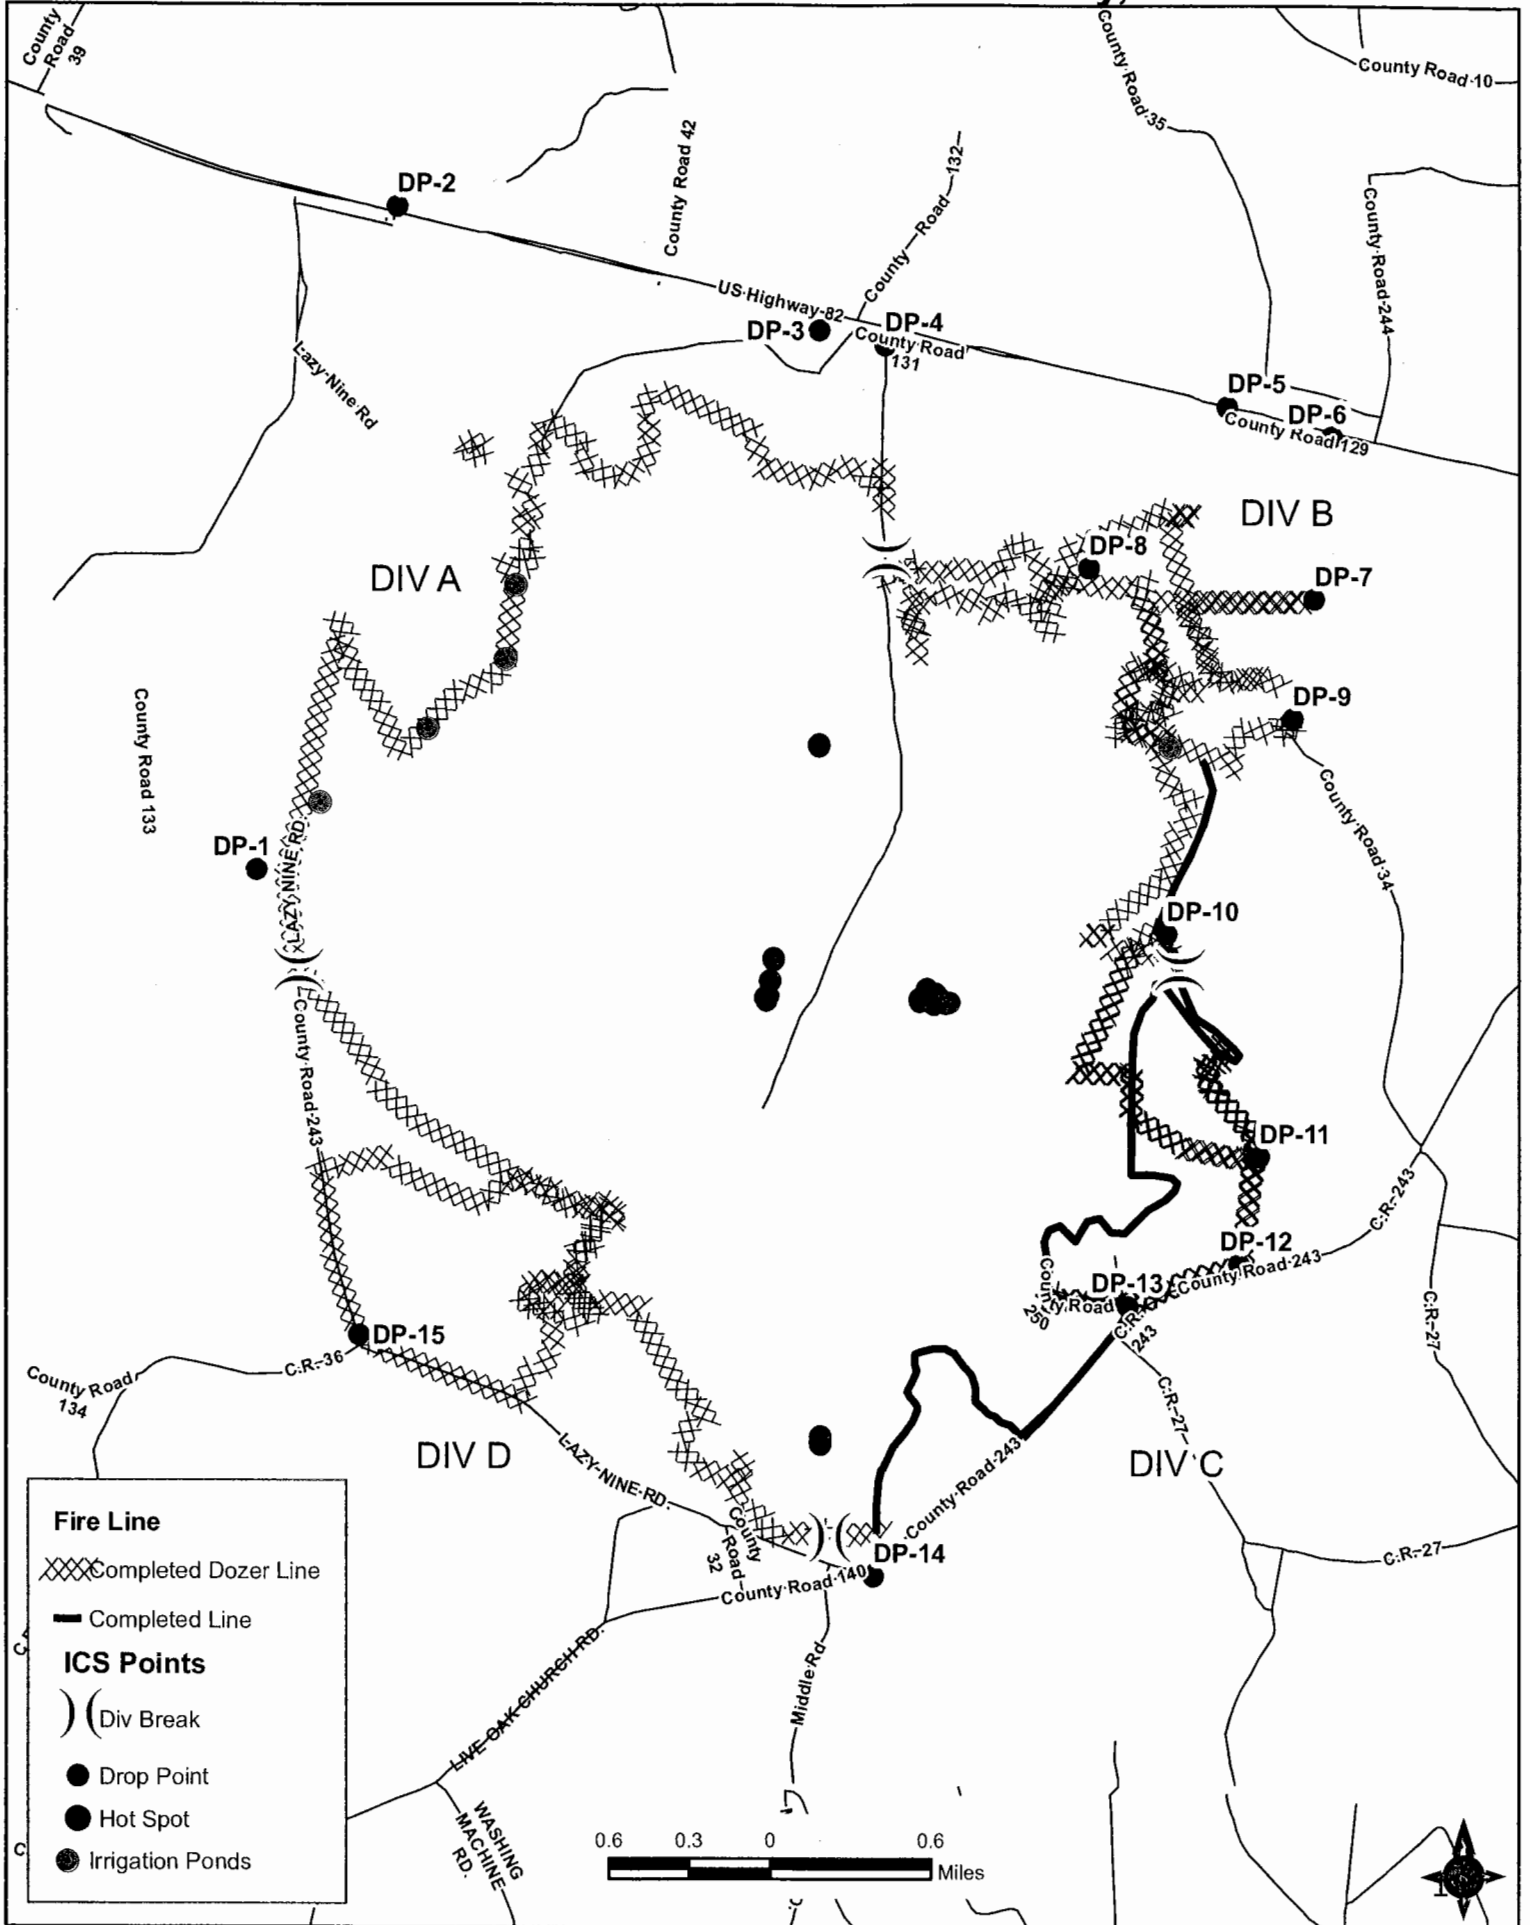 County
Road
39
County Road 35
County Road 10
County Road 42
County Road 132
County Road 244
DP-2
US Highway 82
DP-3
DP-4
County Road
131
DP-5
DP-6
County Road 129
Lazy Nine Rd
DIV A
DIV B
DP-8
DP-7
DP-9
County Road 133
County Road 34
DP-1
LAZY NINE RD.
LAZY NINE
DP-10
County Road 243
DP-11
C.R. 243
DP-12
County Road 243
DP-13
County Road
250
C.R.
243
C.R. 27
C.R. 27
DP-15
C.R. 36
County Road
134
DIV D
DIV C
LAZY NINE RD.
County Road 243
County
Road
32
DP-14
County Road 140
C.R. 27
Middle Rd
LIVE OAK CHURCH RD.
WASHING
MACHINE
RD.
Fire Line
Completed Dozer Line
Completed Line
ICS Points
Div Break
Drop Point
Hot Spot
Irrigation Ponds
0.6 0.3 0 0.6
Miles